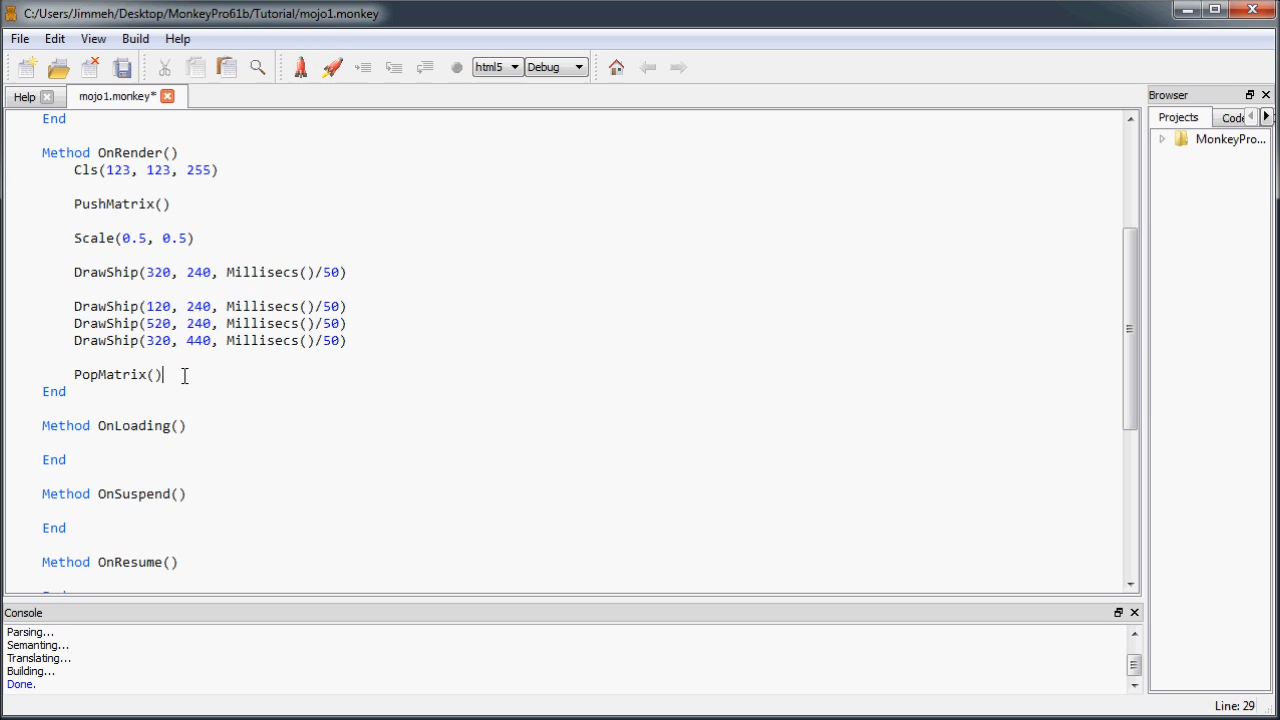 C:/Users/Jimmeh/Desktop/MonkeyPro61b/Tutorial/mojo1.monkey
File Edit View Build Help
html5 Debug
Help mojo1.monkey*
End
Method OnRender()
Cls(123, 123, 255)
PushMatrix()
Scale(0.5, 0.5)
DrawShip(320, 240, Millisecs()/50)
DrawShip(120, 240, Millisecs()/50)
DrawShip(520, 240, Millisecs()/50)
DrawShip(320, 440, Millisecs()/50)
PopMatrix()
End
Method OnLoading()
End
Method OnSuspend()
End
Method OnResume()
Browser
Projects Code
MonkeyPro...
Console
Parsing...
Semanting...
Translating...
Building...
Done.
Line: 29